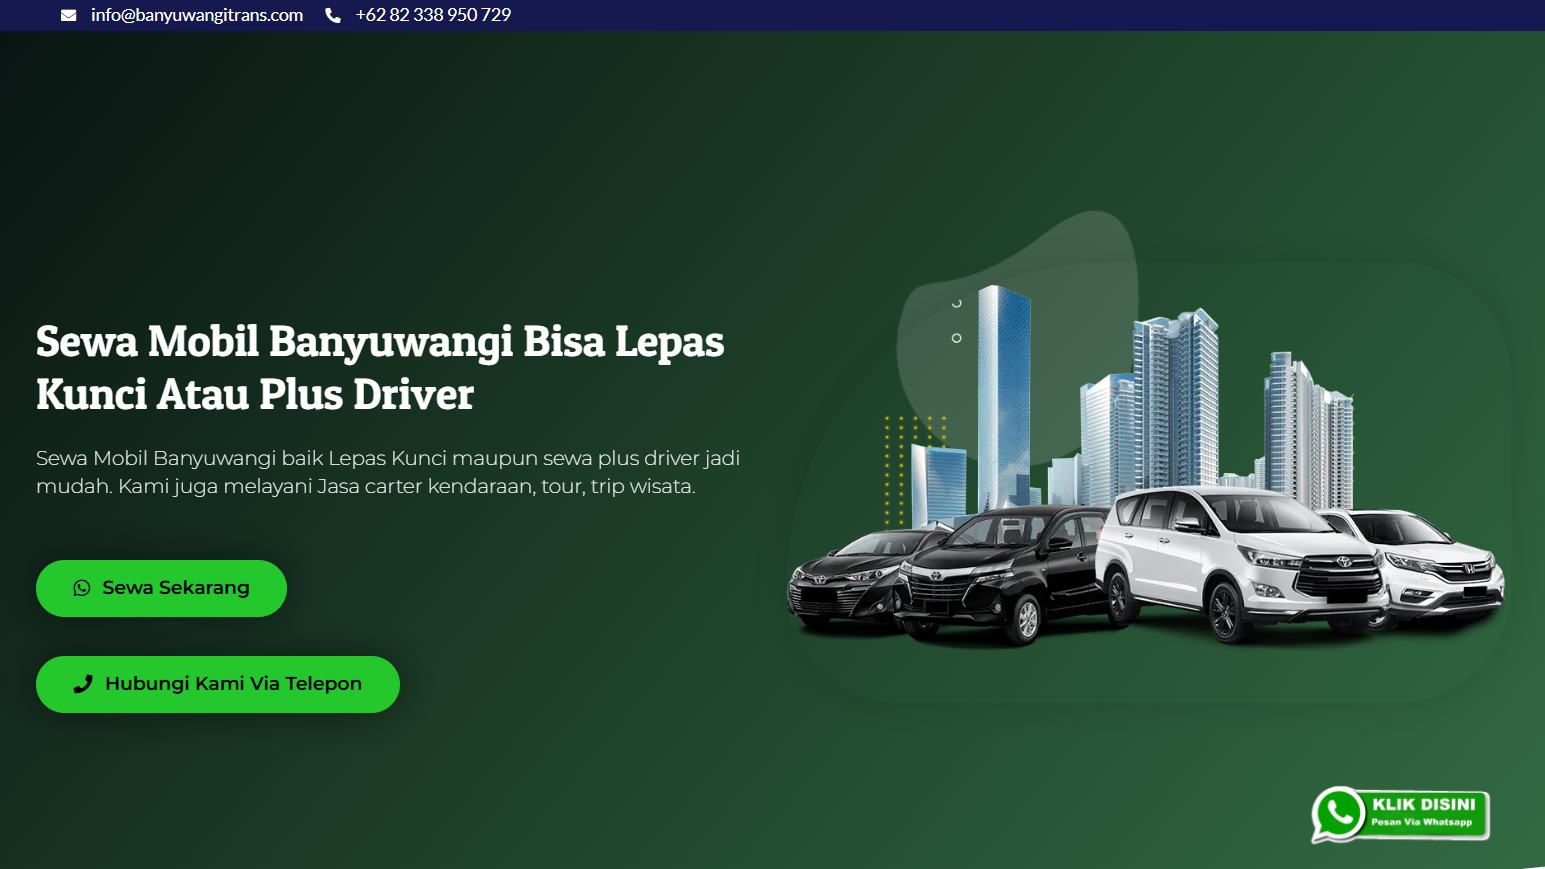 info@banyuwangitrans.com
+62 82 338 950 729
Sewa Mobil Banyuwangi Bisa Lepas
Kunci Atau Plus Driver
Sewa Mobil Banyuwangi baik Lepas Kunci maupun sewa plus driver jadi
mudah. Kami juga melayani Jasa carter kendaraan, tour, trip wisata.
Sewa Sekarang
Hubungi Kami Via Telepon
KLIK DISINI
Pesan Via Whatsapp